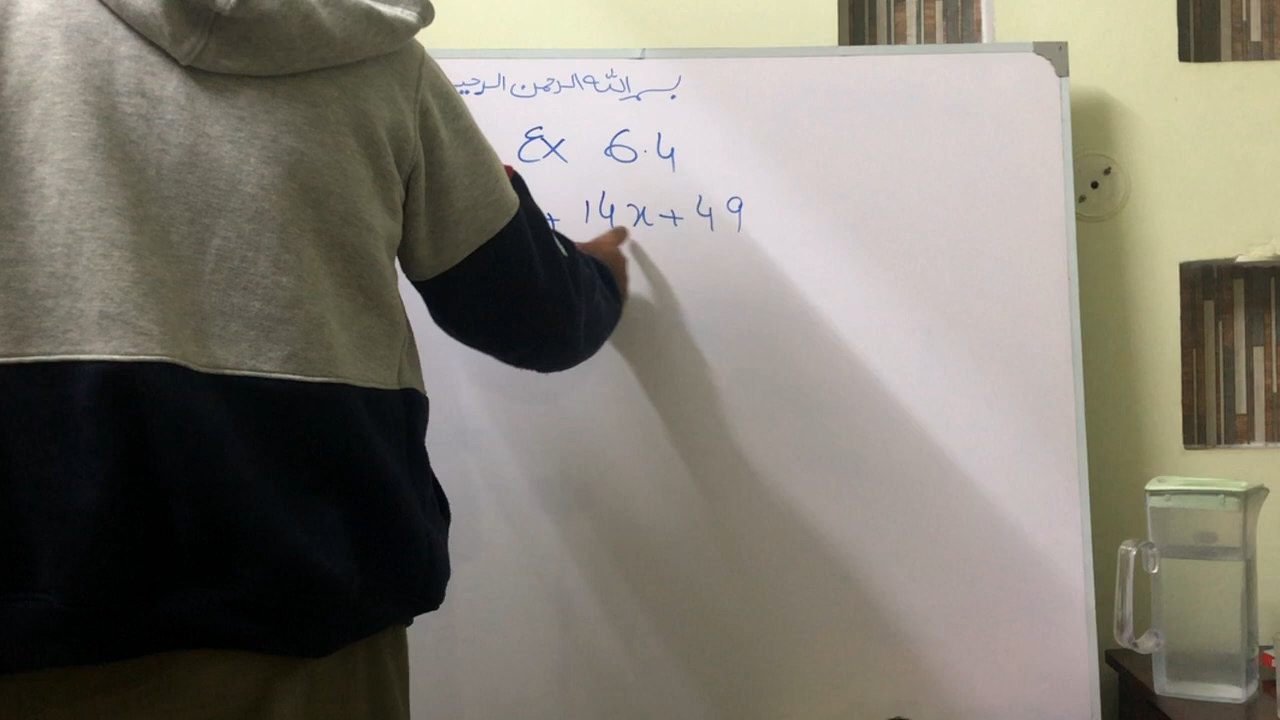 بسم الله الرحمن الرحيم
Ex 6.4
+ 14x + 49